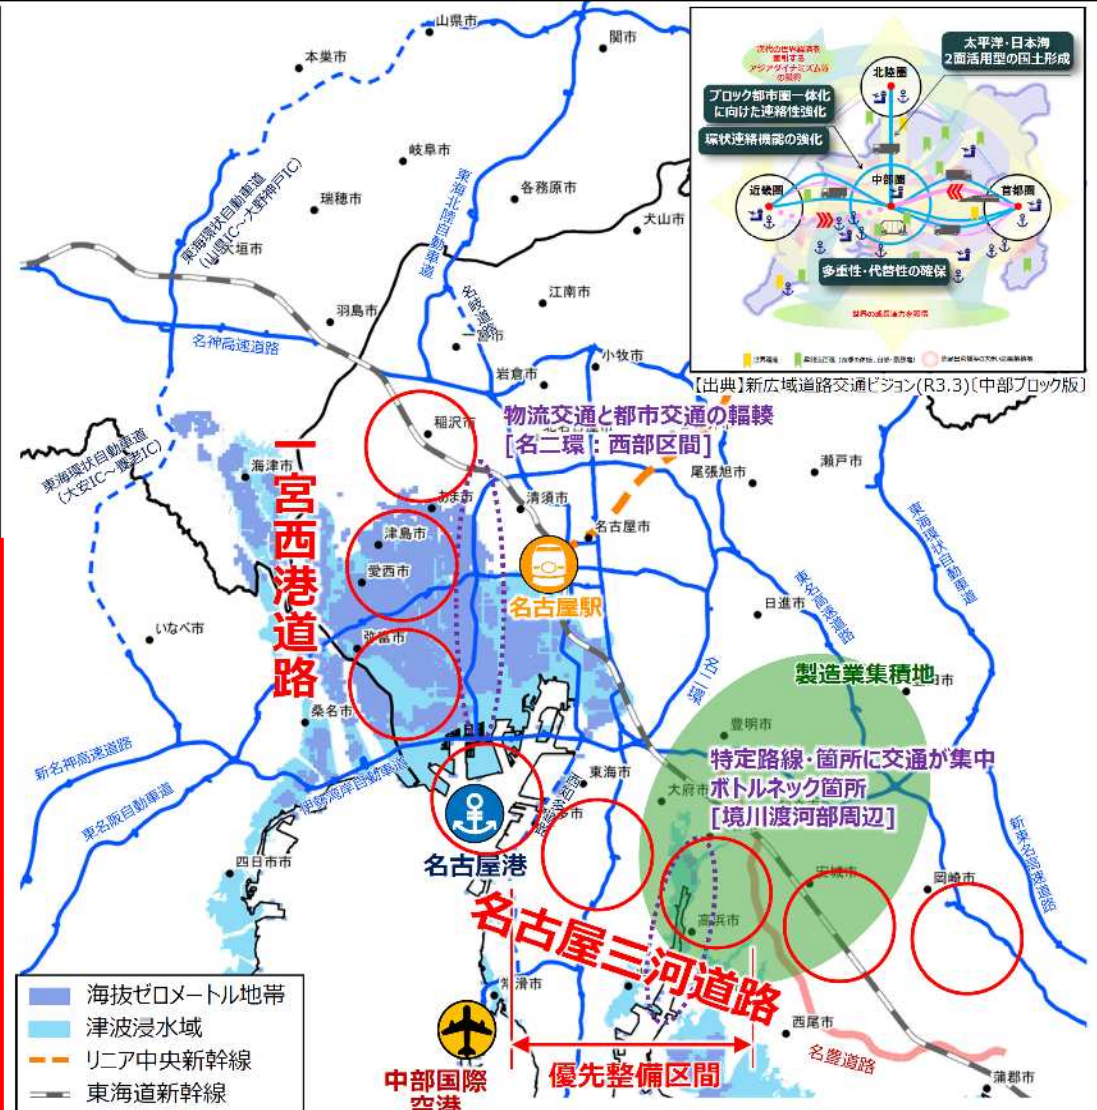 山県市
関市
本巣市
岐阜市
瑞穂市
各務原市
犬山市
東海環状自動車道
(山県IC~大野神戸IC)
大垣市
東海北陸自動車道
名岐道路
江南市
羽島市
一宮市
名神高速道路
岩倉市
小牧市
太平洋・日本海
2面活用型の国土形成
北陸圏
ブロック都市圏一体化
に向けた連絡性強化
環状連絡機能の強化
近畿圏
中部圏
首都圏
多重性・代替性の確保
【出典】新広域道路交通ビジョン(R3.3)〔中部ブロック版〕
稲沢市
物流交通と都市交通の輻輳
[名二環:西部区間]
東海環状自動車道
(大安IC~養老IC)
海津市
一宮西港道路
あま市
清須市
尾張旭市
瀬戸市
津島市
名古屋市
愛西市
名古屋駅
東海環状自動車道
東名高速道路
日進市
いなべ市
弥富市
名二環
製造業集積地
豊田市
桑名市
豊明市
新名神高速道路
東名阪自動車道
伊勢湾岸自動車道
特定路線・箇所に交通が集中
ボトルネック箇所
[境川渡河部周辺]
東海市
大府市
西知多道路
名古屋港
四日市市
安城市
岡崎市
新東名高速道路
高浜市
名古屋三河道路
常滑市
西尾市
名豊道路
優先整備区間
蒲郡市
中部国際
空港
海抜ゼロメートル地帯
津波浸水域
リニア中央新幹線
東海道新幹線